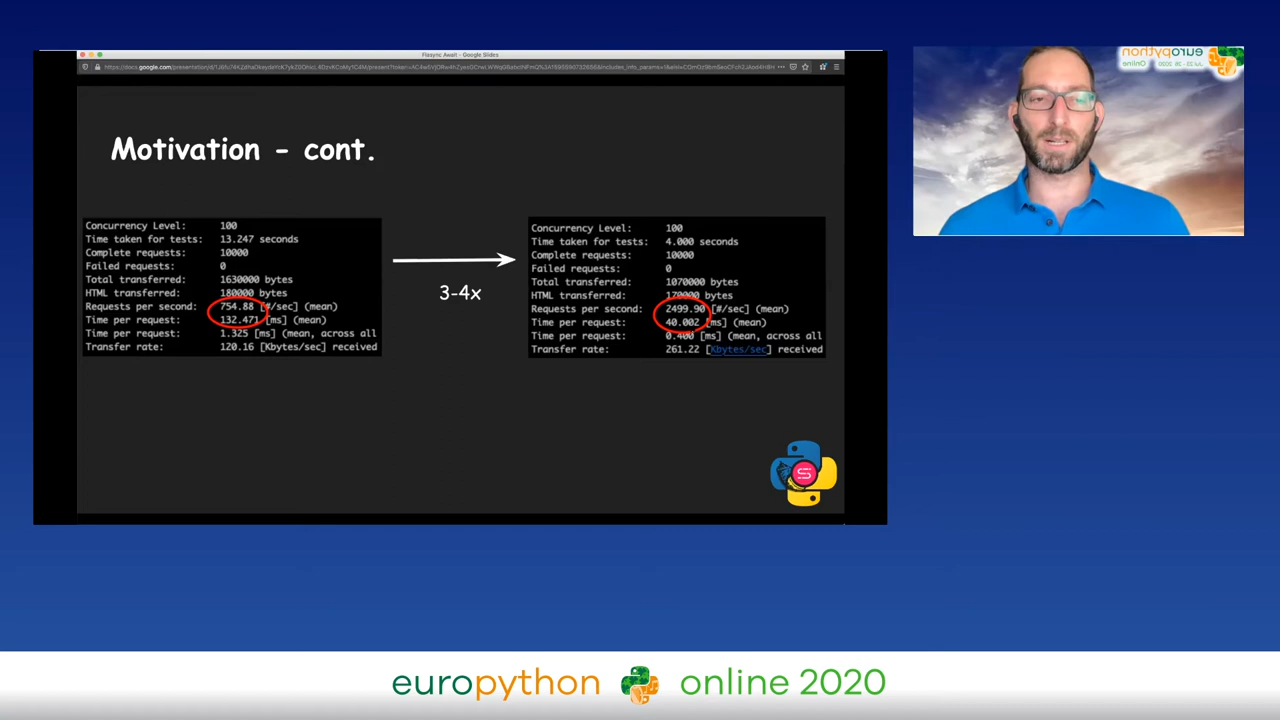 Flasync Await - Google Slides
Motivation - cont.
Concurrency Level: 100
Time taken for tests: 13.247 seconds
Complete requests: 10000
Failed requests: 0
Total transferred: 1630000 bytes
HTML transferred: 180000 bytes
Requests per second: 754.88 [#/sec] (mean)
Time per request: 132.471 [ms] (mean)
Time per request: 1.325 [ms] (mean, across all
Transfer rate: 120.16 [Kbytes/sec] received
3-4x
Concurrency Level: 100
Time taken for tests: 4.000 seconds
Complete requests: 10000
Failed requests: 0
Total transferred: 1070000 bytes
HTML transferred: 170000 bytes
Requests per second: 2499.90 [#/sec] (mean)
Time per request: 40.002 [ms] (mean)
Time per request: 0.400 [ms] (mean, across all
Transfer rate: 261.22 [Kbytes/sec] received
europython
Jul 23-26 2020
Online
europython online 2020